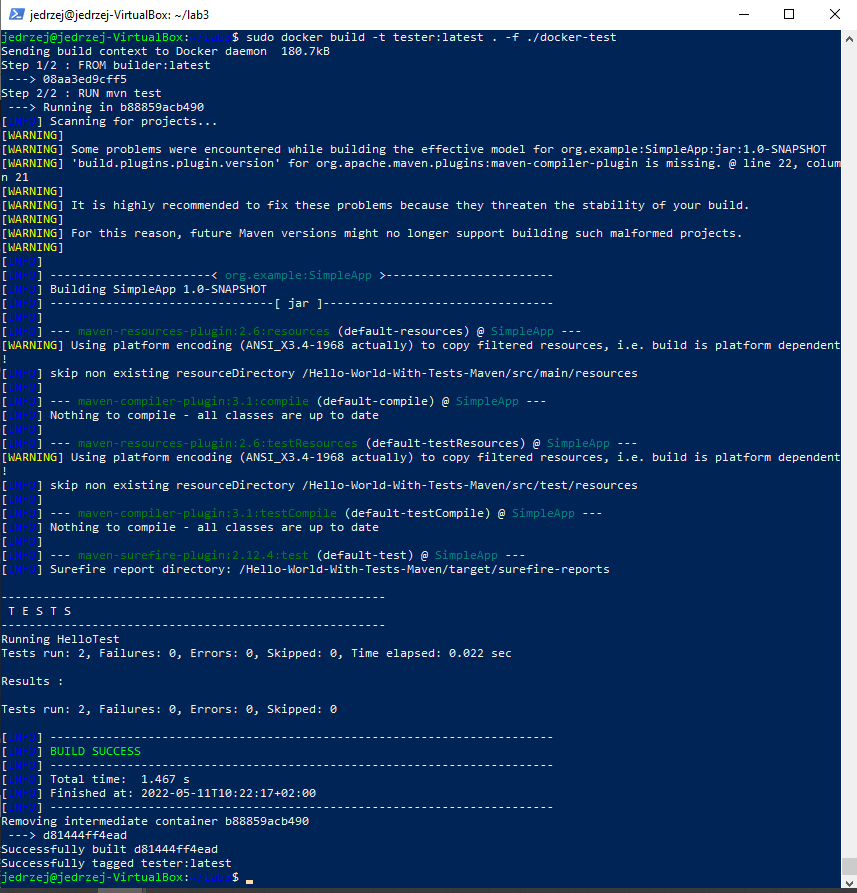 jedrzej@jedrzej-VirtualBox: ~/lab3
jedrzej@jedrzej-VirtualBox:~/lab3$ sudo docker build -t tester:latest . -f ./docker-test
Sending build context to Docker daemon  180.7kB
Step 1/2 : FROM builder:latest
 ---> 08aa3ed9cff5
Step 2/2 : RUN mvn test
 ---> Running in b88859acb490
[INFO] Scanning for projects...
[WARNING]
[WARNING] Some problems were encountered while building the effective model for org.example:SimpleApp:jar:1.0-SNAPSHOT
[WARNING] 'build.plugins.plugin.version' for org.apache.maven.plugins:maven-compiler-plugin is missing. @ line 22, colum
n 21
[WARNING]
[WARNING] It is highly recommended to fix these problems because they threaten the stability of your build.
[WARNING]
[WARNING] For this reason, future Maven versions might no longer support building such malformed projects.
[WARNING]
[INFO]
[INFO] -----------------------< org.example:SimpleApp >------------------------
[INFO] Building SimpleApp 1.0-SNAPSHOT
[INFO] --------------------------------[ jar ]---------------------------------
[INFO]
[INFO] --- maven-resources-plugin:2.6:resources (default-resources) @ SimpleApp ---
[WARNING] Using platform encoding (ANSI_X3.4-1968 actually) to copy filtered resources, i.e. build is platform dependent
!
[INFO] skip non existing resourceDirectory /Hello-World-With-Tests-Maven/src/main/resources
[INFO]
[INFO] --- maven-compiler-plugin:3.1:compile (default-compile) @ SimpleApp ---
[INFO] Nothing to compile - all classes are up to date
[INFO]
[INFO] --- maven-resources-plugin:2.6:testResources (default-testResources) @ SimpleApp ---
[WARNING] Using platform encoding (ANSI_X3.4-1968 actually) to copy filtered resources, i.e. build is platform dependent
!
[INFO] skip non existing resourceDirectory /Hello-World-With-Tests-Maven/src/test/resources
[INFO]
[INFO] --- maven-compiler-plugin:3.1:testCompile (default-testCompile) @ SimpleApp ---
[INFO] Nothing to compile - all classes are up to date
[INFO]
[INFO] --- maven-surefire-plugin:2.12.4:test (default-test) @ SimpleApp ---
[INFO] Surefire report directory: /Hello-World-With-Tests-Maven/target/surefire-reports
-------------------------------------------------------
 T E S T S
-------------------------------------------------------
Running HelloTest
Tests run: 2, Failures: 0, Errors: 0, Skipped: 0, Time elapsed: 0.022 sec
Results :
Tests run: 2, Failures: 0, Errors: 0, Skipped: 0
[INFO] ------------------------------------------------------------------------
[INFO] BUILD SUCCESS
[INFO] ------------------------------------------------------------------------
[INFO] Total time:  1.467 s
[INFO] Finished at: 2022-05-11T10:22:17+02:00
[INFO] ------------------------------------------------------------------------
Removing intermediate container b88859acb490
 ---> d81444ff4ead
Successfully built d81444ff4ead
Successfully tagged tester:latest
jedrzej@jedrzej-VirtualBox:~/lab3$